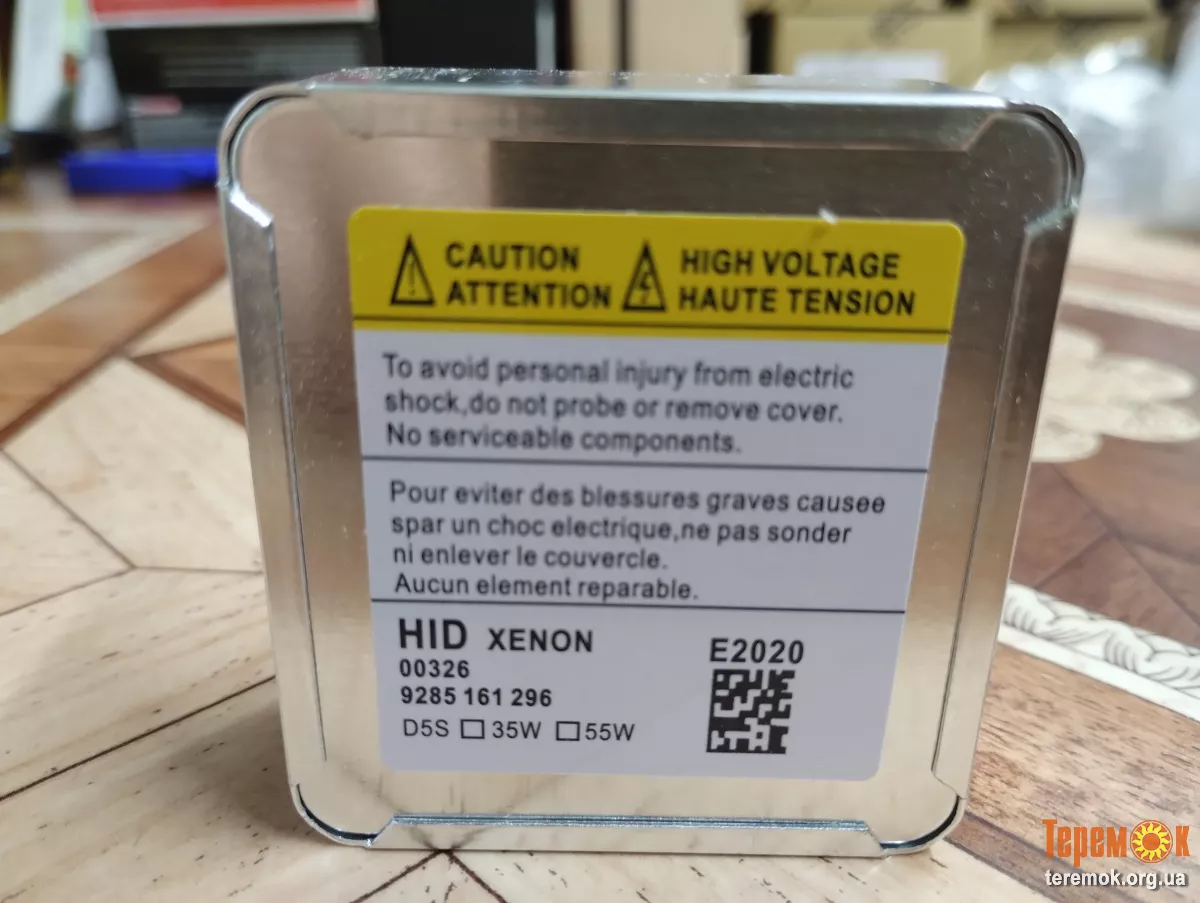 CAUTION
ATTENTION
HIGH VOLTAGE
HAUTE TENSION
To avoid personal injury from electric
shock,do not probe or remove cover.
No serviceable components.
Pour eviter des blessures graves causee
spar un choc electrique,ne pas sonder
ni enlever le couvercle.
Aucun element reparable.
HID XENON
00326
9285 161 296
D5S □ 35W □ 55W
E2020
Теремок
teremok.org.ua